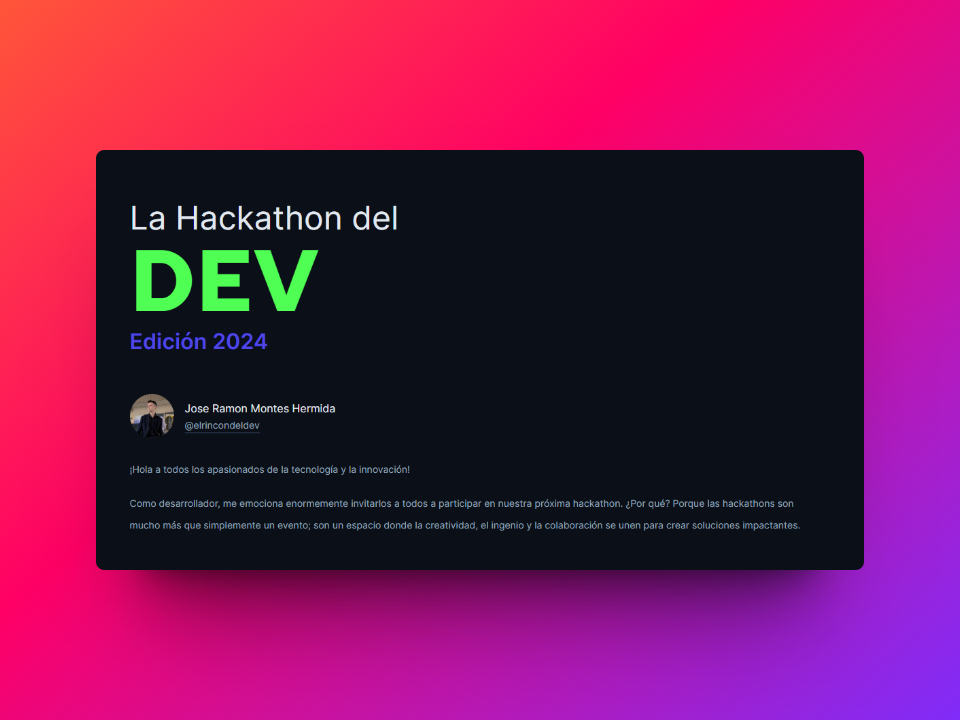 La Hackathon del
DEV
Edición 2024
Jose Ramon Montes Hermida
@elrincondeldev
¡Hola a todos los apasionados de la tecnología y la innovación!
Como desarrollador, me emociona enormemente invitarlos a todos a participar en nuestra próxima hackathon. ¿Por qué? Porque las hackathons son
mucho más que simplemente un evento; son un espacio donde la creatividad, el ingenio y la colaboración se unen para crear soluciones impactantes.